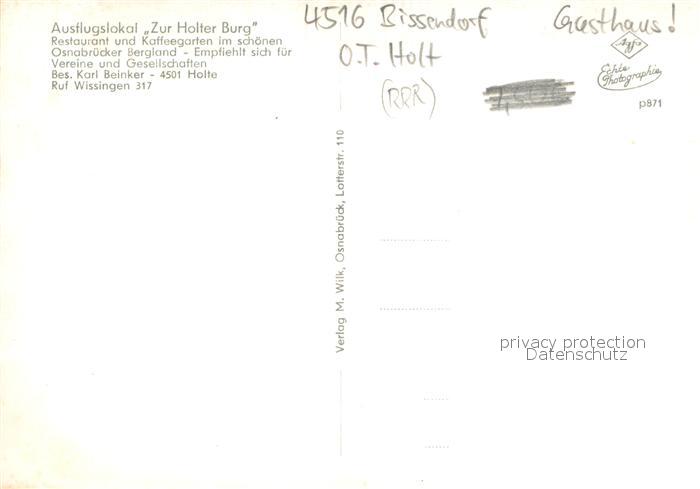 Ausflugslokal „Zur Holter Burg"
Restaurant und Kaffeegarten im schönen
Osnabrücker Bergland - Empfiehlt sich für
Vereine und Gesellschaften
Bes. Karl Beinker - 4501 Holte
Ruf Wissingen 317
4516 Bissendorf Gasthaus!
O.T. Holt
(RRR)
Agfa
Echte
Photographie
p871
Verlag M. Wilk, Osnabrück, Lotterstr. 110
privacy protection
Datenschutz